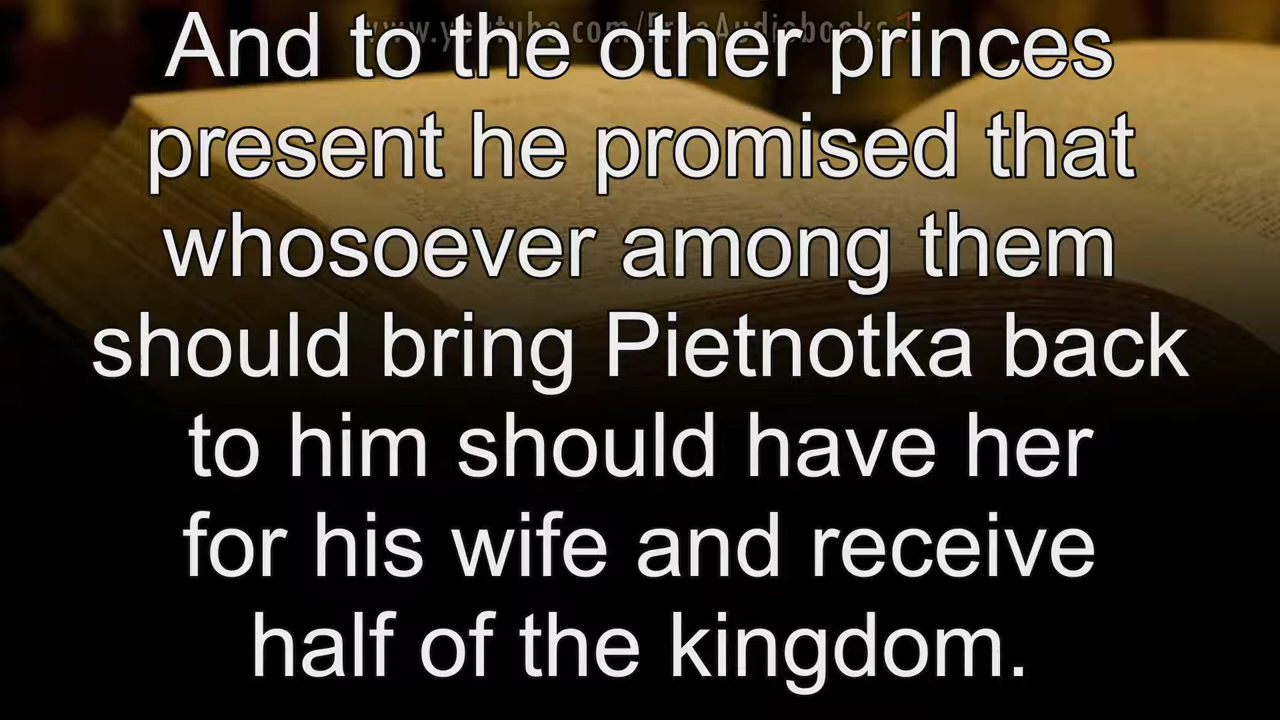 www.youtube.com/FreeAudiobooks
And to the other princes
present he promised that
whosoever among them
should bring Pietnotka back
to him should have her
for his wife and receive
half of the kingdom.